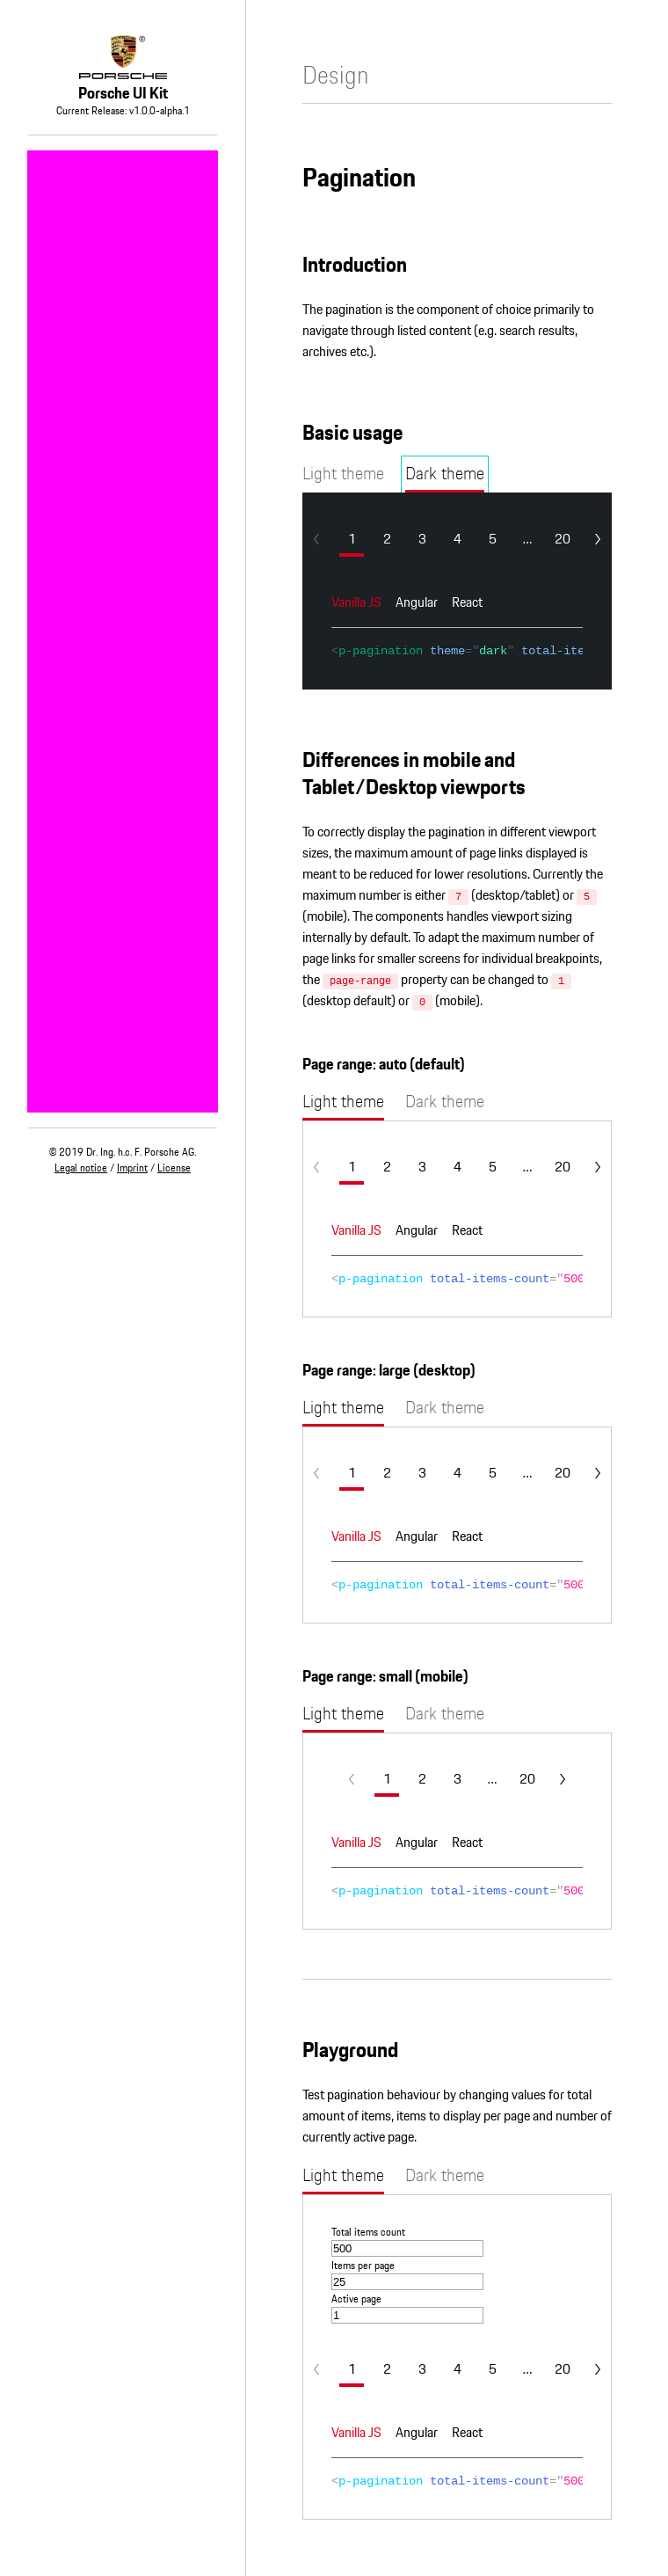 PORSCHE
Porsche UI Kit
Current Release: v1.0.0-alpha.1
© 2019 Dr. Ing. h.c. F. Porsche AG.
Legal notice / Imprint / License
Design
Pagination
Introduction
The pagination is the component of choice primarily to
navigate through listed content (e.g. search results,
archives etc.).
Basic usage
Light theme Dark theme
1 2 3 4 5 ... 20
Vanilla JS Angular React
<p-pagination theme="dark" total-ite
Differences in mobile and
Tablet/Desktop viewports
To correctly display the pagination in different viewport
sizes, the maximum amount of page links displayed is
meant to be reduced for lower resolutions. Currently the
maximum number is either 7 (desktop/tablet) or 5
(mobile). The components handles viewport sizing
internally by default. To adapt the maximum number of
page links for smaller screens for individual breakpoints,
the page-range property can be changed to 1
(desktop default) or 0 (mobile).
Page range: auto (default)
Light theme Dark theme
1 2 3 4 5 ... 20
Vanilla JS Angular React
<p-pagination total-items-count="500
Page range: large (desktop)
Light theme Dark theme
1 2 3 4 5 ... 20
Vanilla JS Angular React
<p-pagination total-items-count="500
Page range: small (mobile)
Light theme Dark theme
1 2 3 ... 20
Vanilla JS Angular React
<p-pagination total-items-count="500
Playground
Test pagination behaviour by changing values for total
amount of items, items to display per page and number of
currently active page.
Light theme Dark theme
Total items count
500
Items per page
25
Active page
1
1 2 3 4 5 ... 20
Vanilla JS Angular React
<p-pagination total-items-count="500